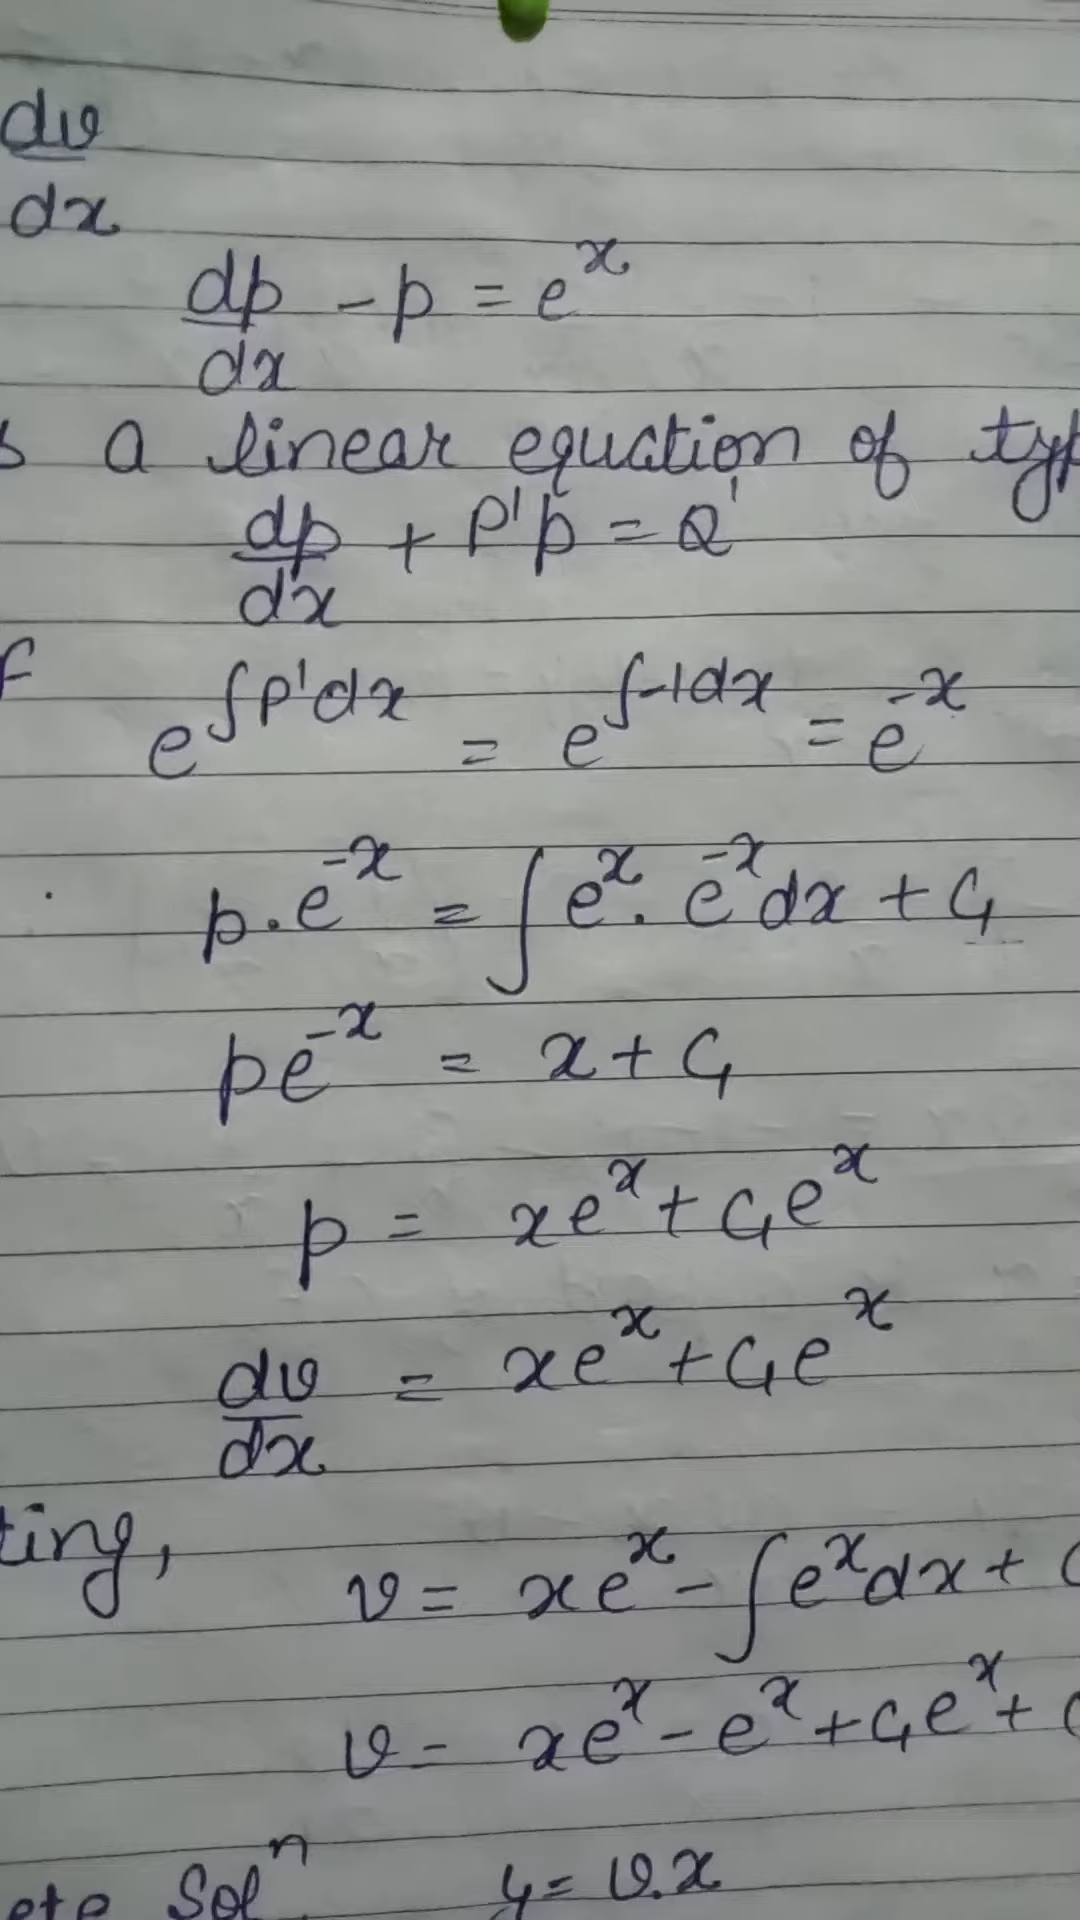 dv
dx
dp/dx - p = e^x
a linear equation of
dp/dx + P'p = Q'
e^∫P'dx = e^∫-1dx = e^-x
p.e^-x = ∫e^x.e^-x dx + C₁
pe^-x = x + C₁
p = xe^x + C₁e^x
dv/dx = xe^x + C₁e^x
ting,
v = xe^x - ∫e^x dx +
v = xe^x - e^x + C₁e^x +
ete Sol^n y = v.x